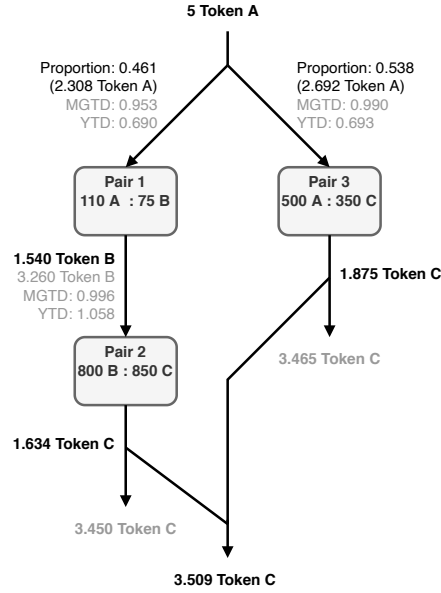 5 Token A
Proportion: 0.461
(2.308 Token A)
MGTD: 0.953
YTD: 0.690
Proportion: 0.538
(2.692 Token A)
MGTD: 0.990
YTD: 0.693
Pair 1
110 A : 75 B
Pair 3
500 A : 350 C
1.540 Token B
3.260 Token B
MGTD: 0.996
YTD: 1.058
1.875 Token C
Pair 2
800 B : 850 C
3.465 Token C
1.634 Token C
3.450 Token C
3.509 Token C